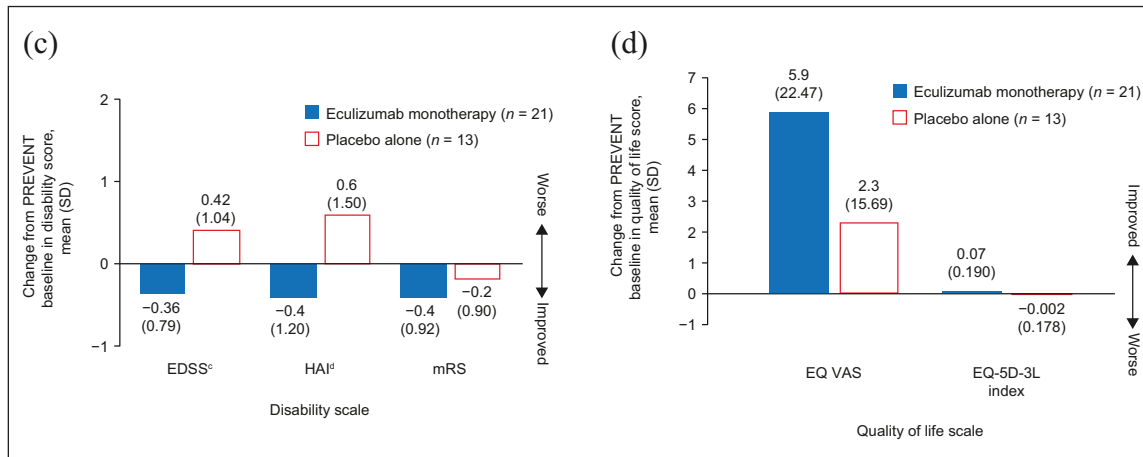 (c)
Change from PREVENT
baseline in disability score,
mean (SD)
2
1
0
−1
Eculizumab monotherapy (n = 21)
Placebo alone (n = 13)
0.42
(1.04)
0.6
(1.50)
−0.36
(0.79)
−0.4
(1.20)
−0.4
(0.92)
−0.2
(0.90)
Worse
Improved
EDSSᶜ
HAIᵈ
mRS
Disability scale
(d)
Change from PREVENT
baseline in quality of life score,
mean (SD)
7
6
5
4
3
2
1
0
−1
5.9
(22.47)
Eculizumab monotherapy (n = 21)
Placebo alone (n = 13)
2.3
(15.69)
0.07
(0.190)
−0.002
(0.178)
Improved
Worse
EQ VAS
EQ-5D-3L
index
Quality of life scale